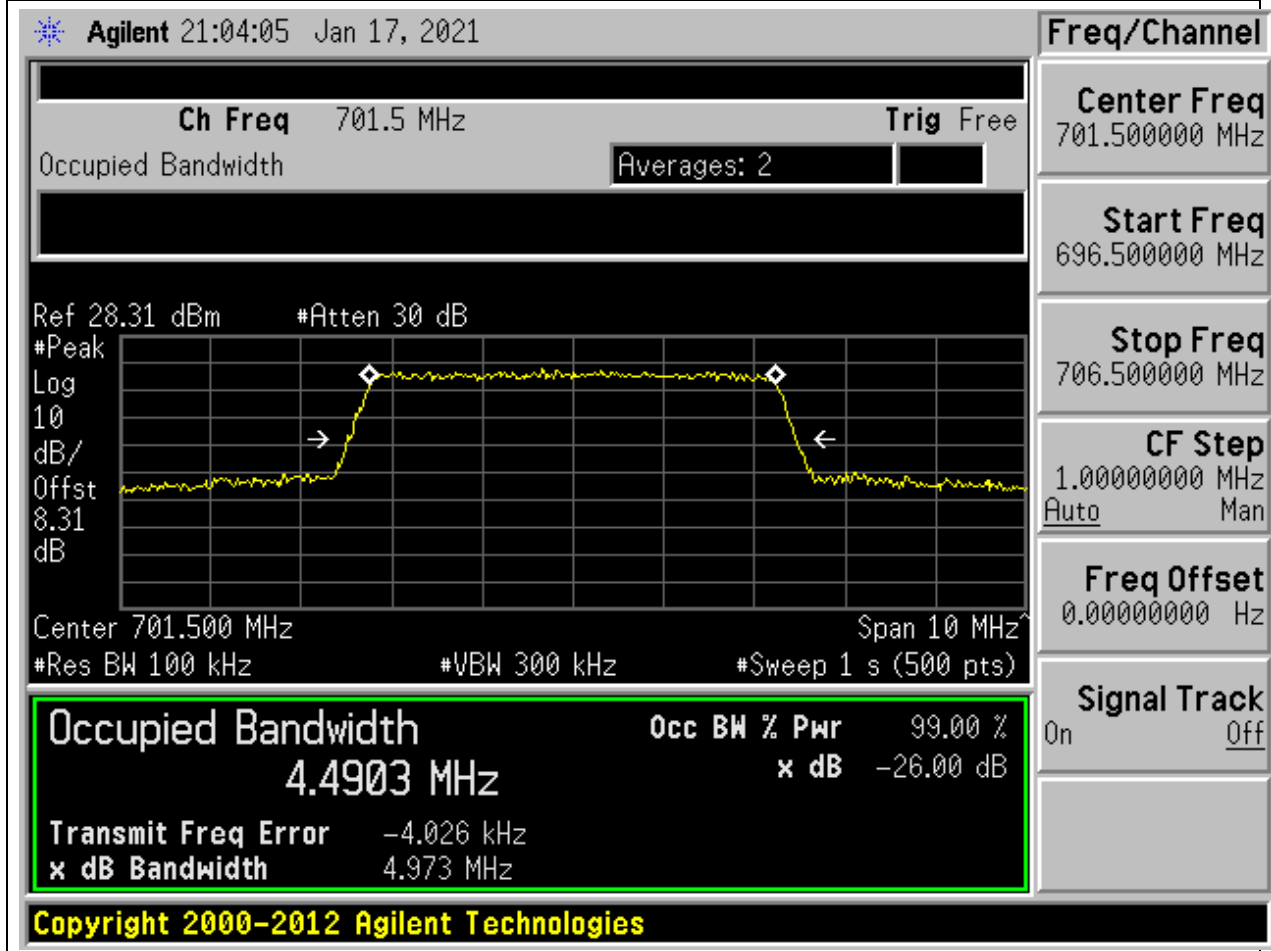 Agilent 21:04:05 Jan 17, 2021
Freq/Channel
Ch Freq 701.5 MHz Trig Free
Occupied Bandwidth Averages: 2
Center Freq
701.500000 MHz
Start Freq
696.500000 MHz
Stop Freq
706.500000 MHz
CF Step
1.00000000 MHz
Auto Man
Freq Offset
0.00000000 Hz
Signal Track
On Off
Ref 28.31 dBm #Atten 30 dB
#Peak
Log
10
dB/
Offst
8.31
dB
Center 701.500 MHz Span 10 MHz^
#Res BW 100 kHz #VBW 300 kHz #Sweep 1 s (500 pts)
Occupied Bandwidth
4.4903 MHz
Occ BW % Pwr 99.00 %
x dB -26.00 dB
Transmit Freq Error -4.026 kHz
x dB Bandwidth 4.973 MHz
Copyright 2000-2012 Agilent Technologies